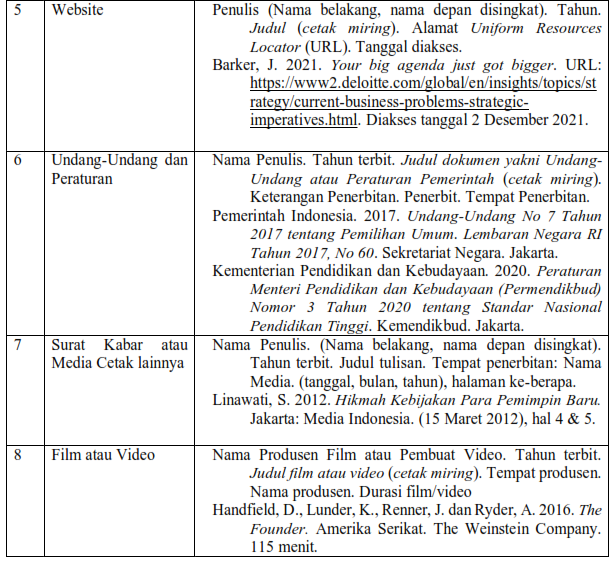 5 Website Penulis (Nama belakang, nama depan disingkat). Tahun.
Judul (cetak miring). Alamat Uniform Resources
Locator (URL). Tanggal diakses.
Barker, J. 2021. Your big agenda just got bigger. URL:
https://www2.deloitte.com/global/en/insights/topics/st
rategy/current-business-problems-strategic-
imperatives.html. Diakses tanggal 2 Desember 2021.
6 Undang-Undang dan Nama Penulis. Tahun terbit. Judul dokumen yakni Undang-
Peraturan Undang atau Peraturan Pemerintah (cetak miring).
Keterangan Penerbitan. Penerbit. Tempat Penerbitan.
Pemerintah Indonesia. 2017. Undang-Undang No 7 Tahun
2017 tentang Pemilihan Umum. Lembaran Negara RI
Tahun 2017, No 60. Sekretariat Negara. Jakarta.
Kementerian Pendidikan dan Kebudayaan. 2020. Peraturan
Menteri Pendidikan dan Kebudayaan (Permendikbud)
Nomor 3 Tahun 2020 tentang Standar Nasional
Pendidikan Tinggi. Kemendikbud. Jakarta.
7 Surat Kabar atau Nama Penulis. (Nama belakang, nama depan disingkat).
Media Cetak lainnya Tahun terbit. Judul tulisan. Tempat penerbitan: Nama
Media. (tanggal, bulan, tahun), halaman ke-berapa.
Linawati, S. 2012. Hikmah Kebijakan Para Pemimpin Baru.
Jakarta: Media Indonesia. (15 Maret 2012), hal 4 & 5.
8 Film atau Video Nama Produsen Film atau Pembuat Video. Tahun terbit.
Judul film atau video (cetak miring). Tempat produsen.
Nama produsen. Durasi film/video
Handfield, D., Lunder, K., Renner, J. dan Ryder, A. 2016. The
Founder. Amerika Serikat. The Weinstein Company.
115 menit.